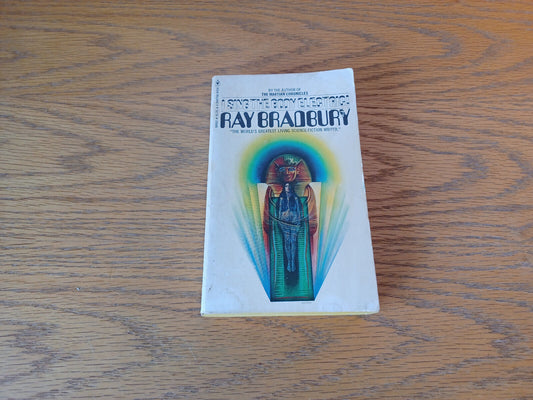 BY THE AUTHOR OF
THE MARTIAN CHRONICLES
I SING THE BODY ELECTRIC!
RAY BRADBURY
"THE WORLD'S GREATEST LIVING SCIENCE FICTION WRITER."